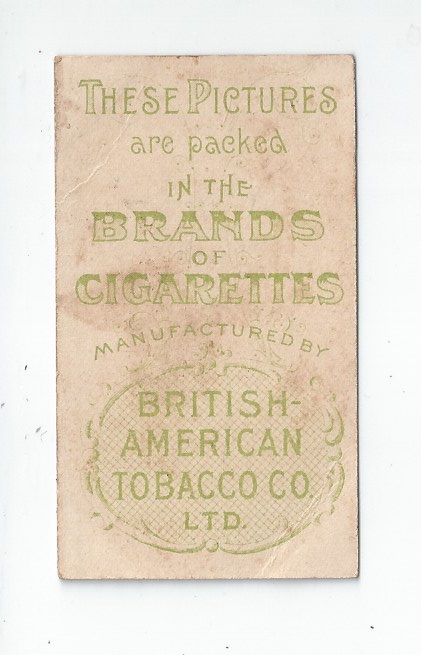 THESE PICTURES
are packed
IN THE
BRANDS
OF
CIGARETTES
MANUFACTURED BY
BRITISH-
AMERICAN
TOBACCO CO.
LTD.